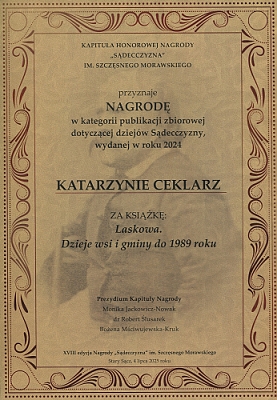 KAPITUŁA HONOROWEJ NAGRODY
„SĄDECCZYZNA”
IM. SZCZĘSNEGO MORAWSKIEGO
przyznaje
NAGRODĘ
w kategorii publikacji zbiorowej
dotyczącej dziejów Sądecczyzny,
wydanej w roku 2024
KATARZYNIE CEKLARZ
ZA KSIĄŻKĘ:
Łaskowa.
Dzieje wsi i gminy do 1989 roku
Prezydium Kapituły Nagrody
Monika Jackowicz-Nowak
dr Robert Ślusarek
Bożena Mściwujewska-Kruk
XVIII edycja Nagrody „Sądecczyzna” im. Szczęsnego Morawskiego
Stary Sącz, 4 lipca 2025 roku